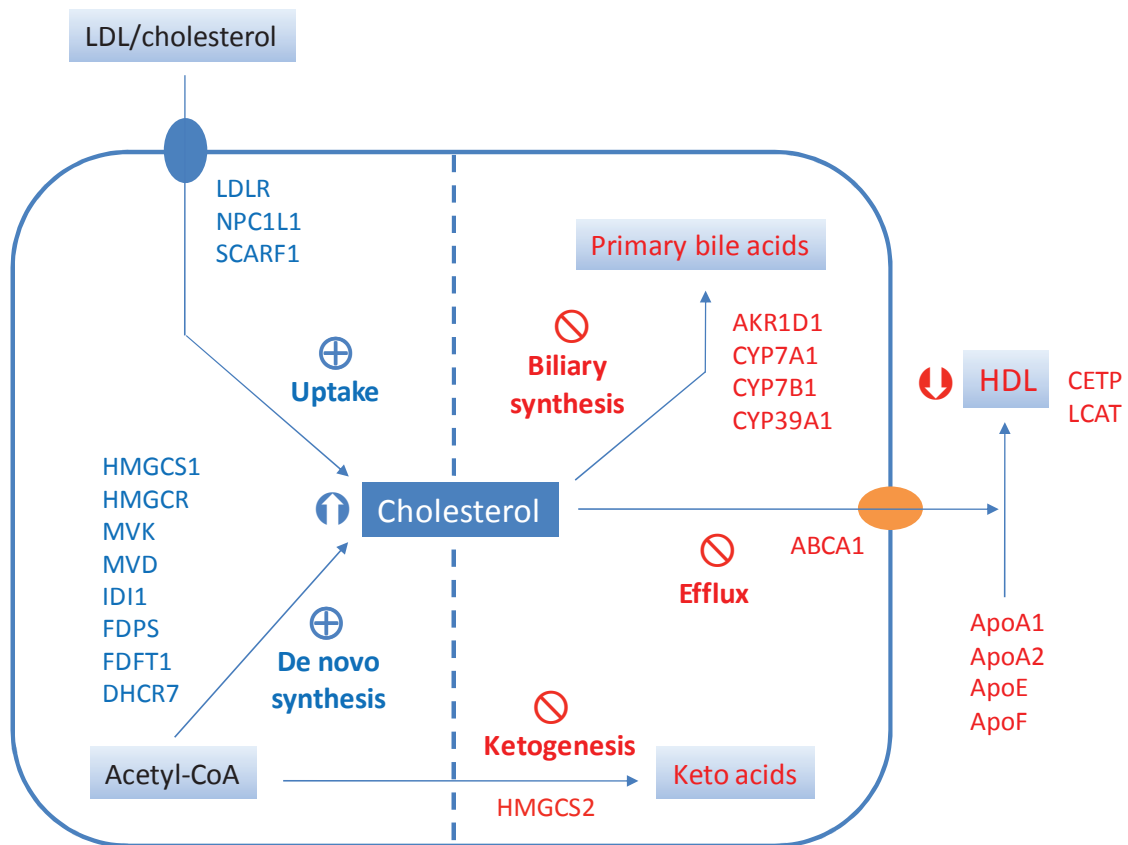 LDL/cholesterol
LDLR
NPC1L1
SCARF1
Uptake
Primary bile acids
Biliary
synthesis
AKR1D1
CYP7A1
CYP7B1
CYP39A1
HDL
CETP
LCAT
HMGCS1
HMGCR
MVK
MVD
IDI1
FDPS
FDFT1
DHCR7
Cholesterol
ABCA1
Efflux
De novo
synthesis
ApoA1
ApoA2
ApoE
ApoF
Ketogenesis
Acetyl-CoA
HMGCS2
Keto acids